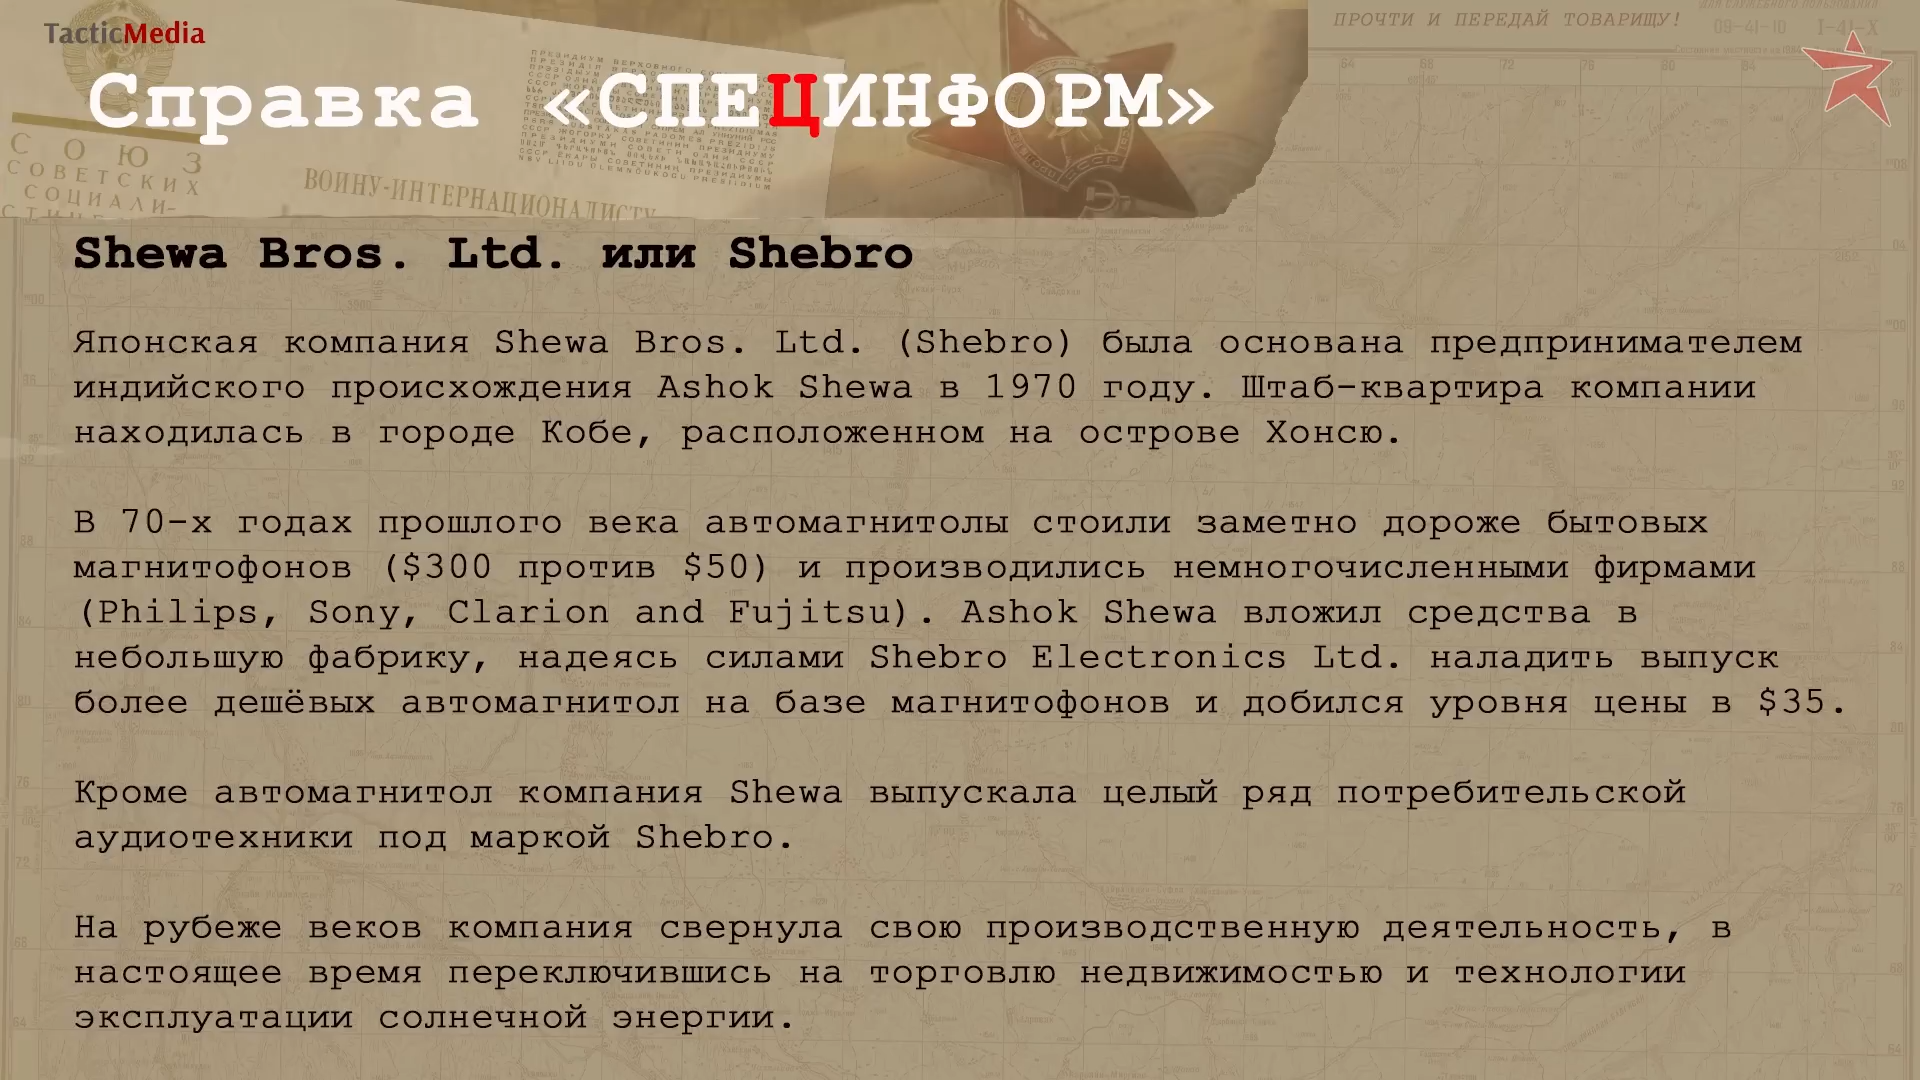 TacticMedia
ПРОЧТИ И ПЕРЕДАЙ ТОВАРИЩУ!
Справка «СПЕЦИНФОРМ»
СОЮЗ
СОВЕТСКИХ
СОЦИАЛИ-
ВОИНУ-ИНТЕРНАЦИОНАЛИСТУ
Shewa Bros. Ltd. или Shebro
Японская компания Shewa Bros. Ltd. (Shebro) была основана предпринимателем
индийского происхождения Ashok Shewa в 1970 году. Штаб-квартира компании
находилась в городе Кобе, расположенном на острове Хонсю.
В 70-х годах прошлого века автомагнитолы стоили заметно дороже бытовых
магнитофонов ($300 против $50) и производились немногочисленными фирмами
(Philips, Sony, Clarion and Fujitsu). Ashok Shewa вложил средства в
небольшую фабрику, надеясь силами Shebro Electronics Ltd. наладить выпуск
более дешёвых автомагнитол на базе магнитофонов и добился уровня цены в $35.
Кроме автомагнитол компания Shewa выпускала целый ряд потребительской
аудиотехники под маркой Shebro.
На рубеже веков компания свернула свою производственную деятельность, в
настоящее время переключившись на торговлю недвижимостью и технологии
эксплуатации солнечной энергии.